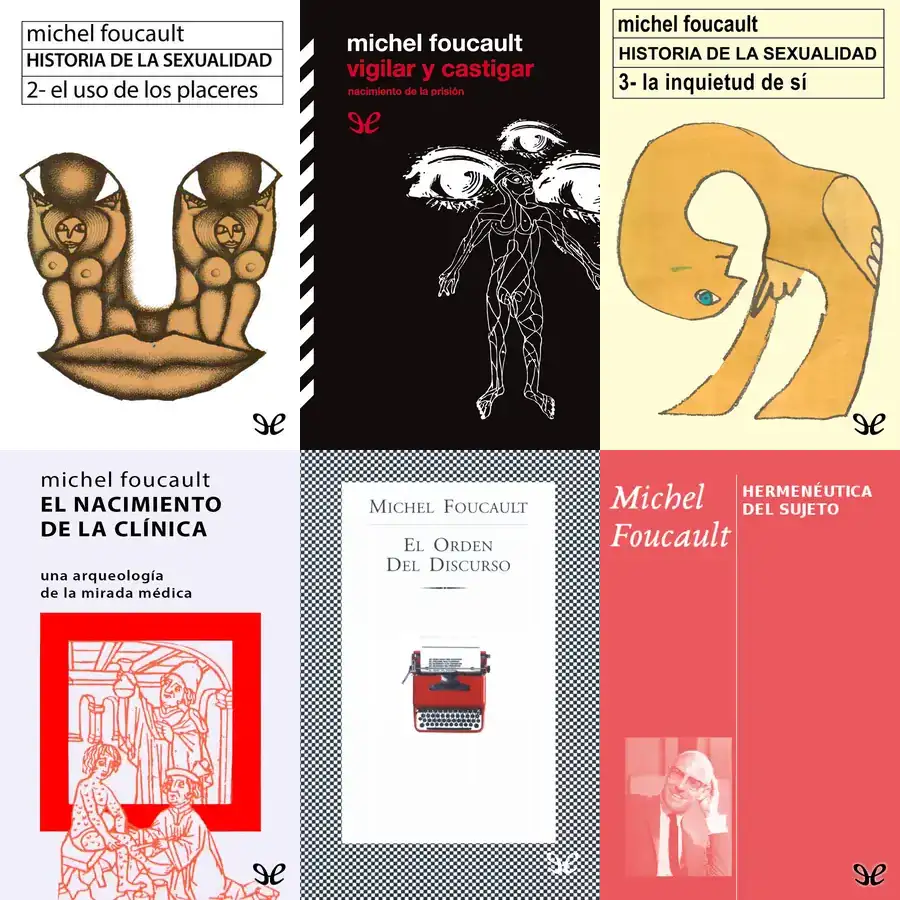 michel foucault
HISTORIA DE LA SEXUALIDAD
2- el uso de los placeres
michel foucault
vigilar y castigar
nacimiento de la prisión
michel foucault
HISTORIA DE LA SEXUALIDAD
3- la inquietud de sí
michel foucault
EL NACIMIENTO
DE LA CLÍNICA
una arqueología
de la mirada médica
MICHEL FOUCAULT
EL ORDEN
DEL DISCURSO
Michel
Foucault
HERMENÉUTICA
DEL SUJETO